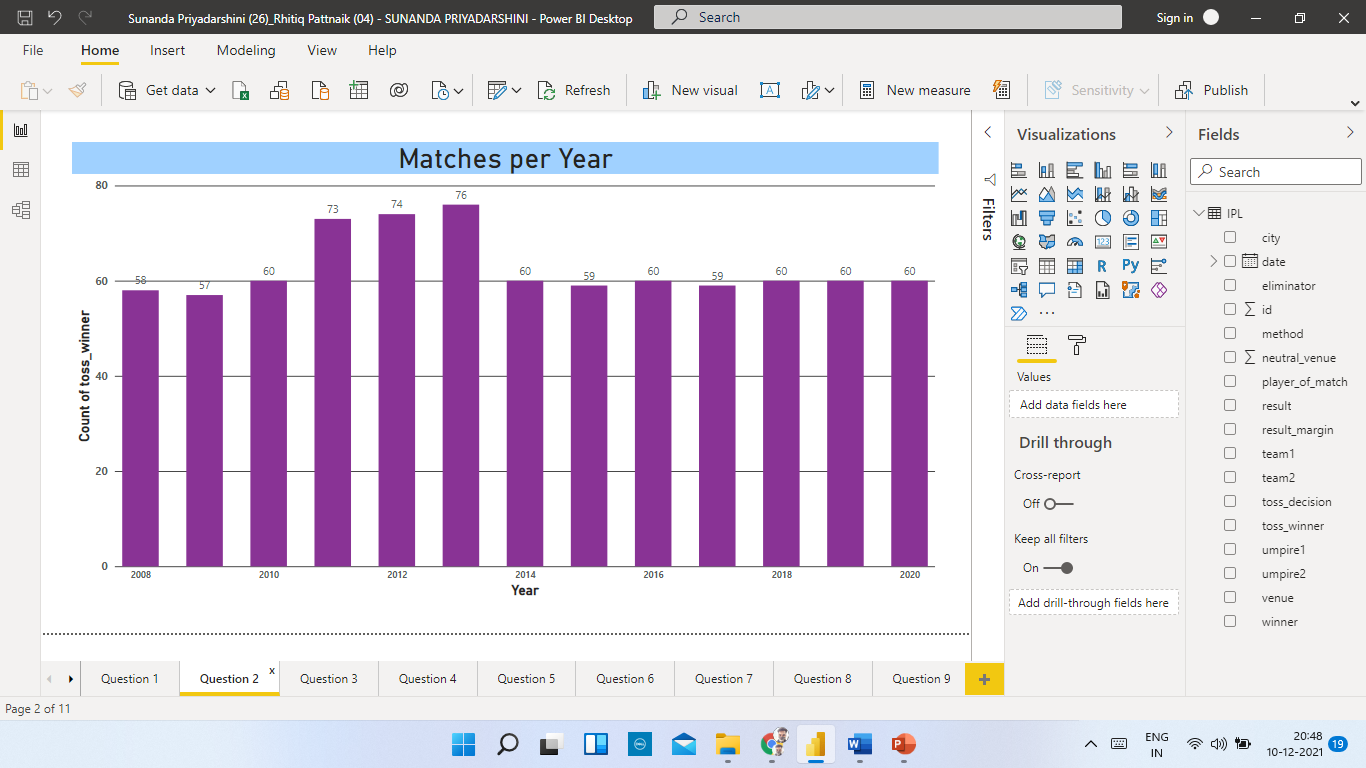 Sunanda Priyadarshini (26)_Rhitiq Pattnaik (04) - SUNANDA PRIYADARSHINI - Power BI Desktop
Search
Sign in
File Home Insert Modeling View Help
Get data
Refresh
New visual
A
New measure
Sensitivity
Publish
Matches per Year
Count of toss_winner
80
60
40
20
0
58 57 60 73 74 76 60 59 60 59 60 60 60
2008 2010 2012 2014 2016 2018 2020
Year
Filters
Visualizations
123
R Py
...
Values
Add data fields here
Drill through
Cross-report
Off
Keep all filters
On
Add drill-through fields here
Fields
Search
IPL
city
date
eliminator
Σ id
method
Σ neutral_venue
player_of_match
result
result_margin
team1
team2
toss_decision
toss_winner
umpire1
umpire2
venue
winner
Question 1 Question 2 x Question 3 Question 4 Question 5 Question 6 Question 7 Question 8 Question 9 +
Page 2 of 11
DELL
W
P
ENG
IN
20:48
10-12-2021
19